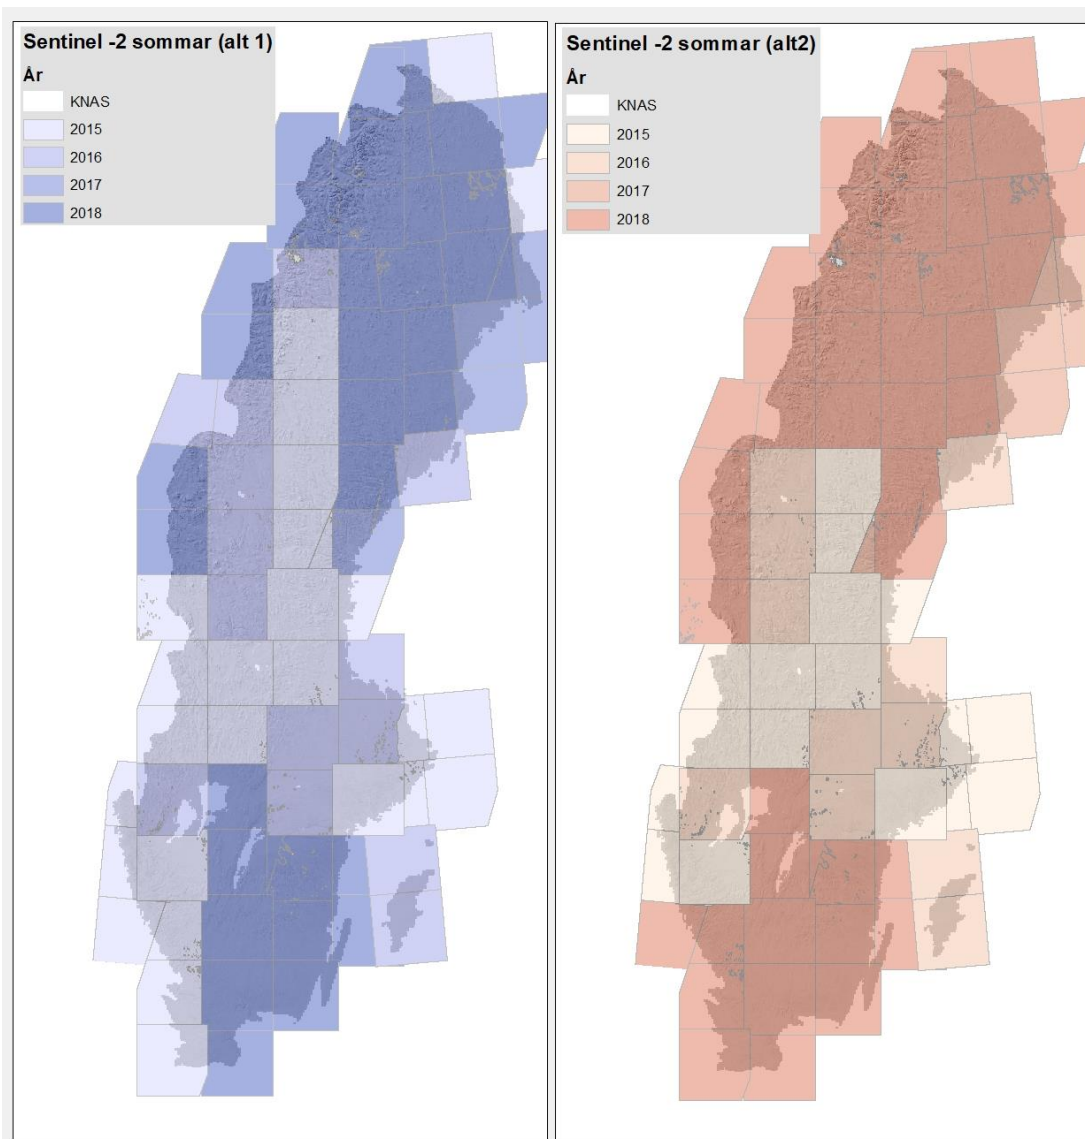 Sentinel -2 sommar (alt 1)
År
KNAS
2015
2016
2017
2018
Sentinel -2 sommar (alt2)
År
KNAS
2015
2016
2017
2018